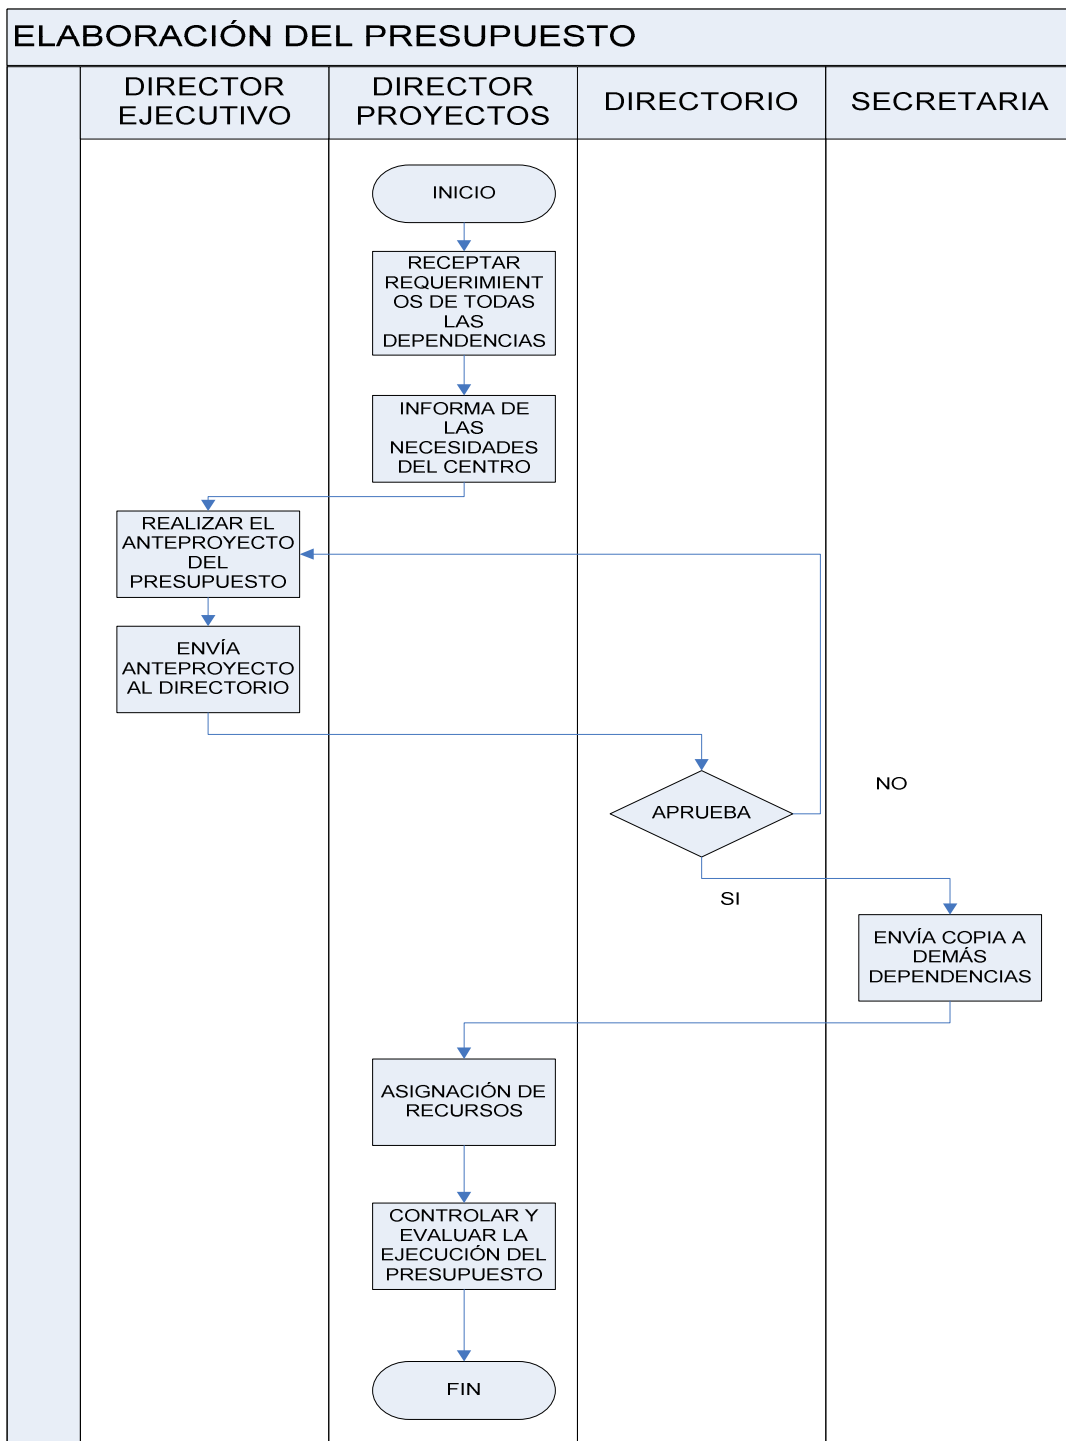 ELABORACIÓN DEL PRESUPUESTO
DIRECTOR
EJECUTIVO
DIRECTOR
PROYECTOS
DIRECTORIO
SECRETARIA
INICIO
RECEPTAR
REQUERIMIENT
OS DE TODAS
LAS
DEPENDENCIAS
INFORMA DE
LAS
NECESIDADES
DEL CENTRO
REALIZAR EL
ANTEPROYECTO
DEL
PRESUPUESTO
ENVÍA
ANTEPROYECTO
AL DIRECTORIO
NO
APRUEBA
SI
ENVÍA COPIA A
DEMÁS
DEPENDENCIAS
ASIGNACIÓN DE
RECURSOS
CONTROLAR Y
EVALUAR LA
EJECUCIÓN DEL
PRESUPUESTO
FIN